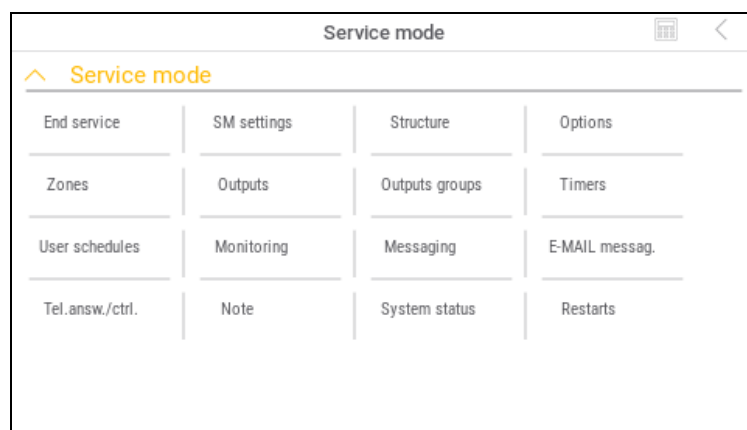 Service mode
Service mode
End service SM settings Structure Options
Zones Outputs Outputs groups Timers
User schedules Monitoring Messaging E-MAIL messag.
Tel.answ./ctrl. Note System status Restarts